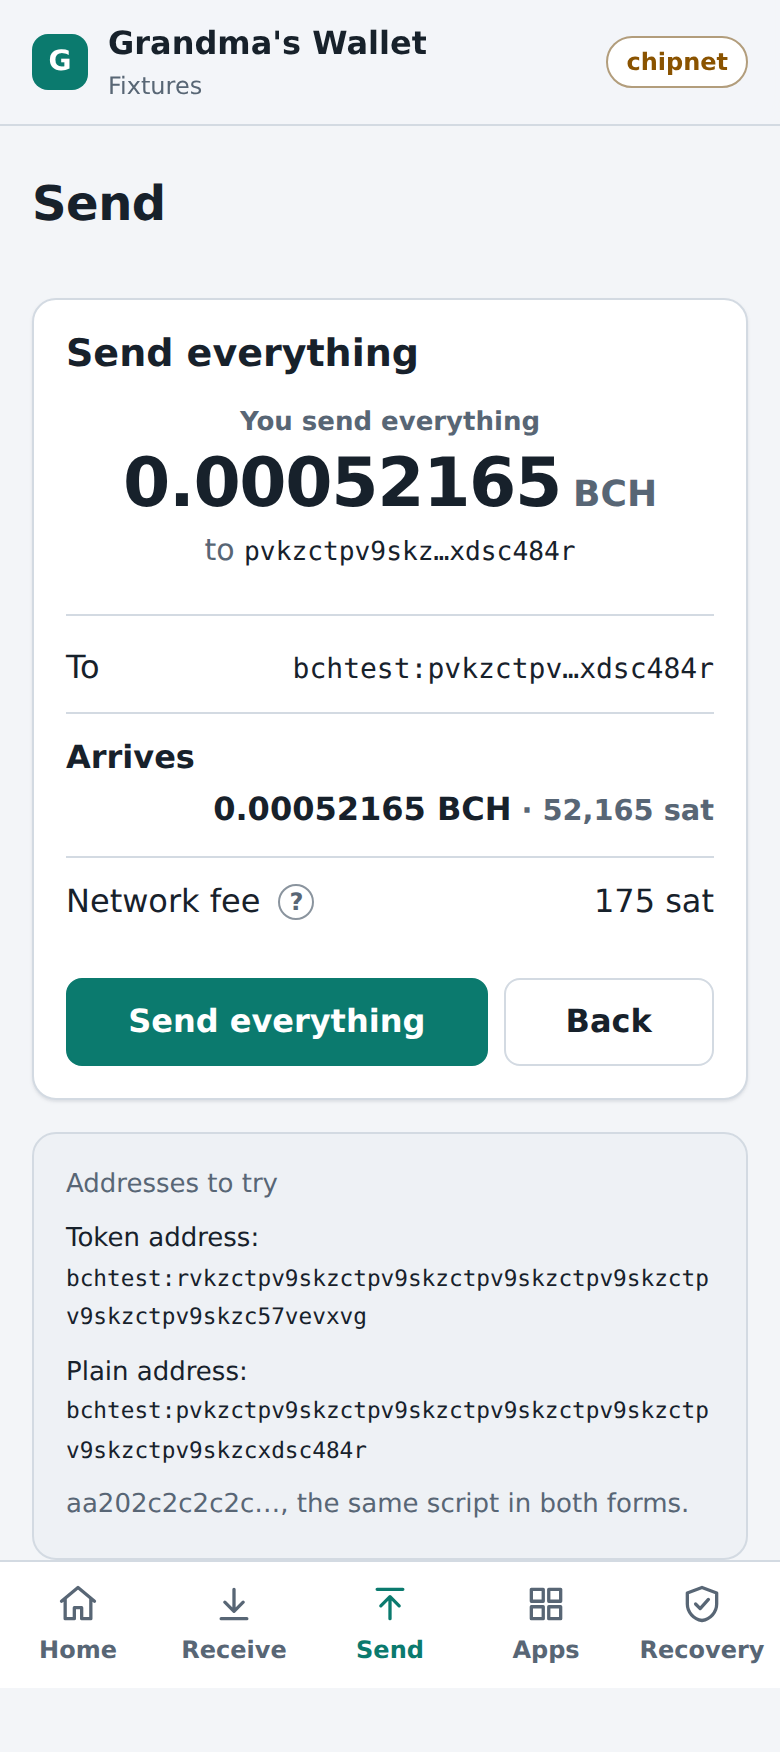 G
Grandma's Wallet
Fixtures
chipnet
Send
Send everything
You send everything
0.00052165 BCH
to pvkzctpv9skz…xdsc484r
To bchtest:pvkzctpv…xdsc484r
Arrives
0.00052165 BCH · 52,165 sat
Network fee ? 175 sat
Send everything Back
Addresses to try
Token address:
bchtest:rvkzctpv9skzctpv9skzctpv9skzctpv9skzctp
v9skzctpv9skzc57vevxvg
Plain address:
bchtest:pvkzctpv9skzctpv9skzctpv9skzctpv9skzctp
v9skzctpv9skzcxdsc484r
aa202c2c2c2c…, the same script in both forms.
Home Receive Send Apps Recovery